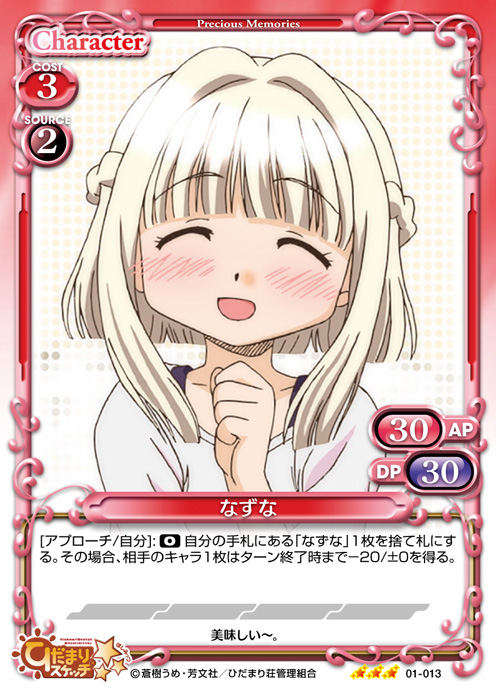 Precious Memories
Character
COST
3
SOURCE
2
30 AP
DP 30
なずな
[アプローチ/自分]: 0 自分の手札にある「なずな」1枚を捨て札にす
る。その場合、相手のキャラ1枚はターン終了時まで−20/±0を得る。
美味しい〜。
ひだまり
スケッチ
©蒼樹うめ・芳文社/ひだまり荘管理組合
01-013